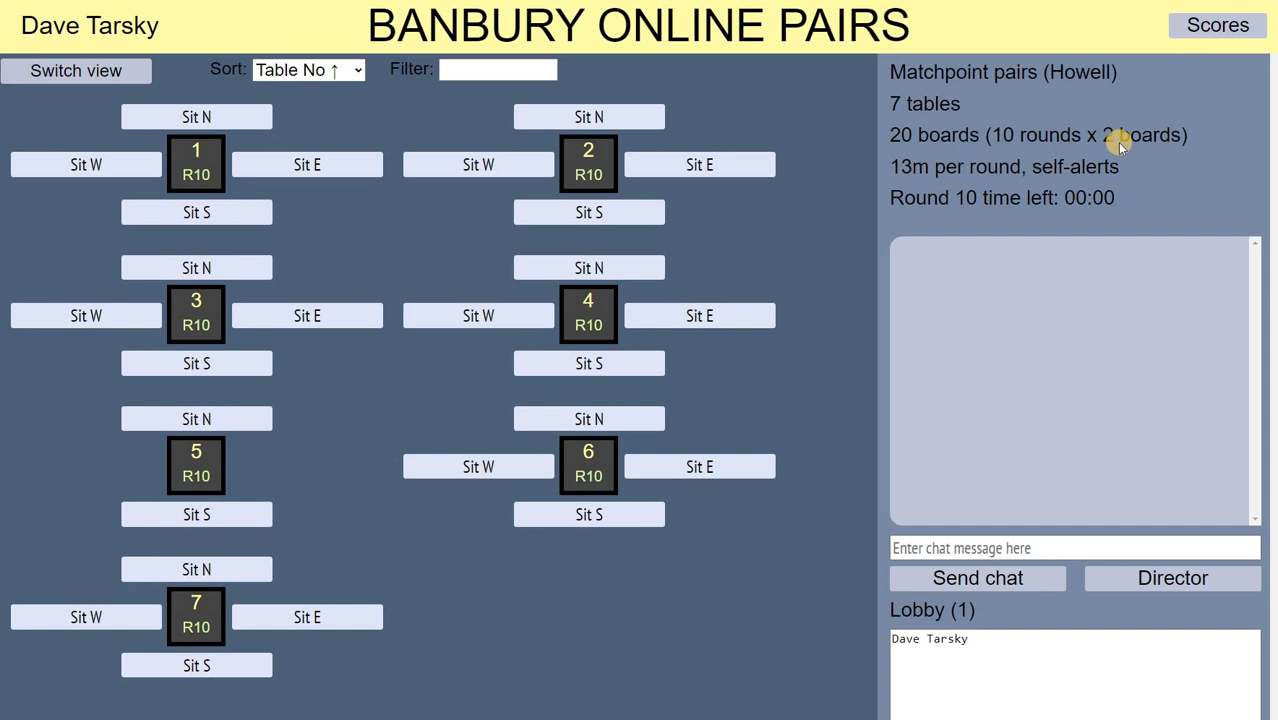 Dave Tarsky
BANBURY ONLINE PAIRS
Scores
Switch view
Sort:
Table No ↑
Filter:
Sit N
Sit W
1
R10
Sit E
Sit S
Sit N
Sit W
2
R10
Sit E
Sit S
Sit N
Sit W
3
R10
Sit E
Sit S
Sit N
Sit W
4
R10
Sit E
Sit S
Sit N
5
R10
Sit S
Sit N
Sit W
6
R10
Sit E
Sit S
Sit N
Sit W
7
R10
Sit E
Sit S
Matchpoint pairs (Howell)
7 tables
20 boards (10 rounds x 2 boards)
13m per round, self-alerts
Round 10 time left: 00:00
Enter chat message here
Send chat
Director
Lobby (1)
Dave Tarsky